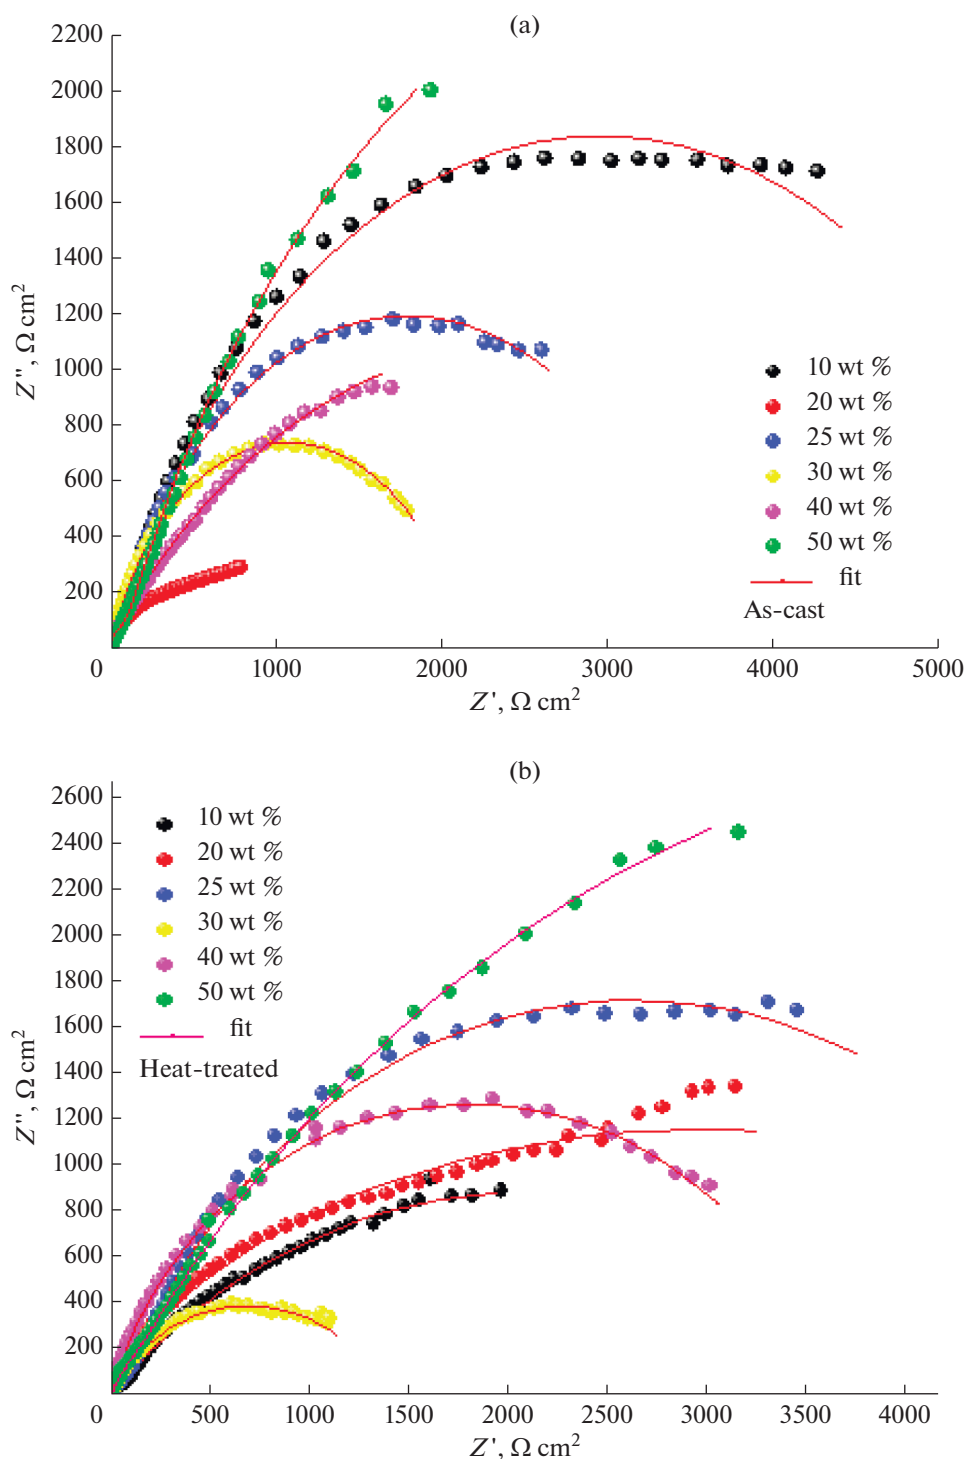 (a)
2200
2000
1800
1600
1400
1200
1000
800
600
400
200
0
1000
2000
3000
4000
5000
Z'', Ω cm²
Z', Ω cm²
10 wt %
20 wt %
25 wt %
30 wt %
40 wt %
50 wt %
fit
As-cast
(b)
2600
2400
2200
2000
1800
1600
1400
1200
1000
800
600
400
200
0
500
1000
1500
2000
2500
3000
3500
4000
Z'', Ω cm²
Z', Ω cm²
10 wt %
20 wt %
25 wt %
30 wt %
40 wt %
50 wt %
fit
Heat-treated